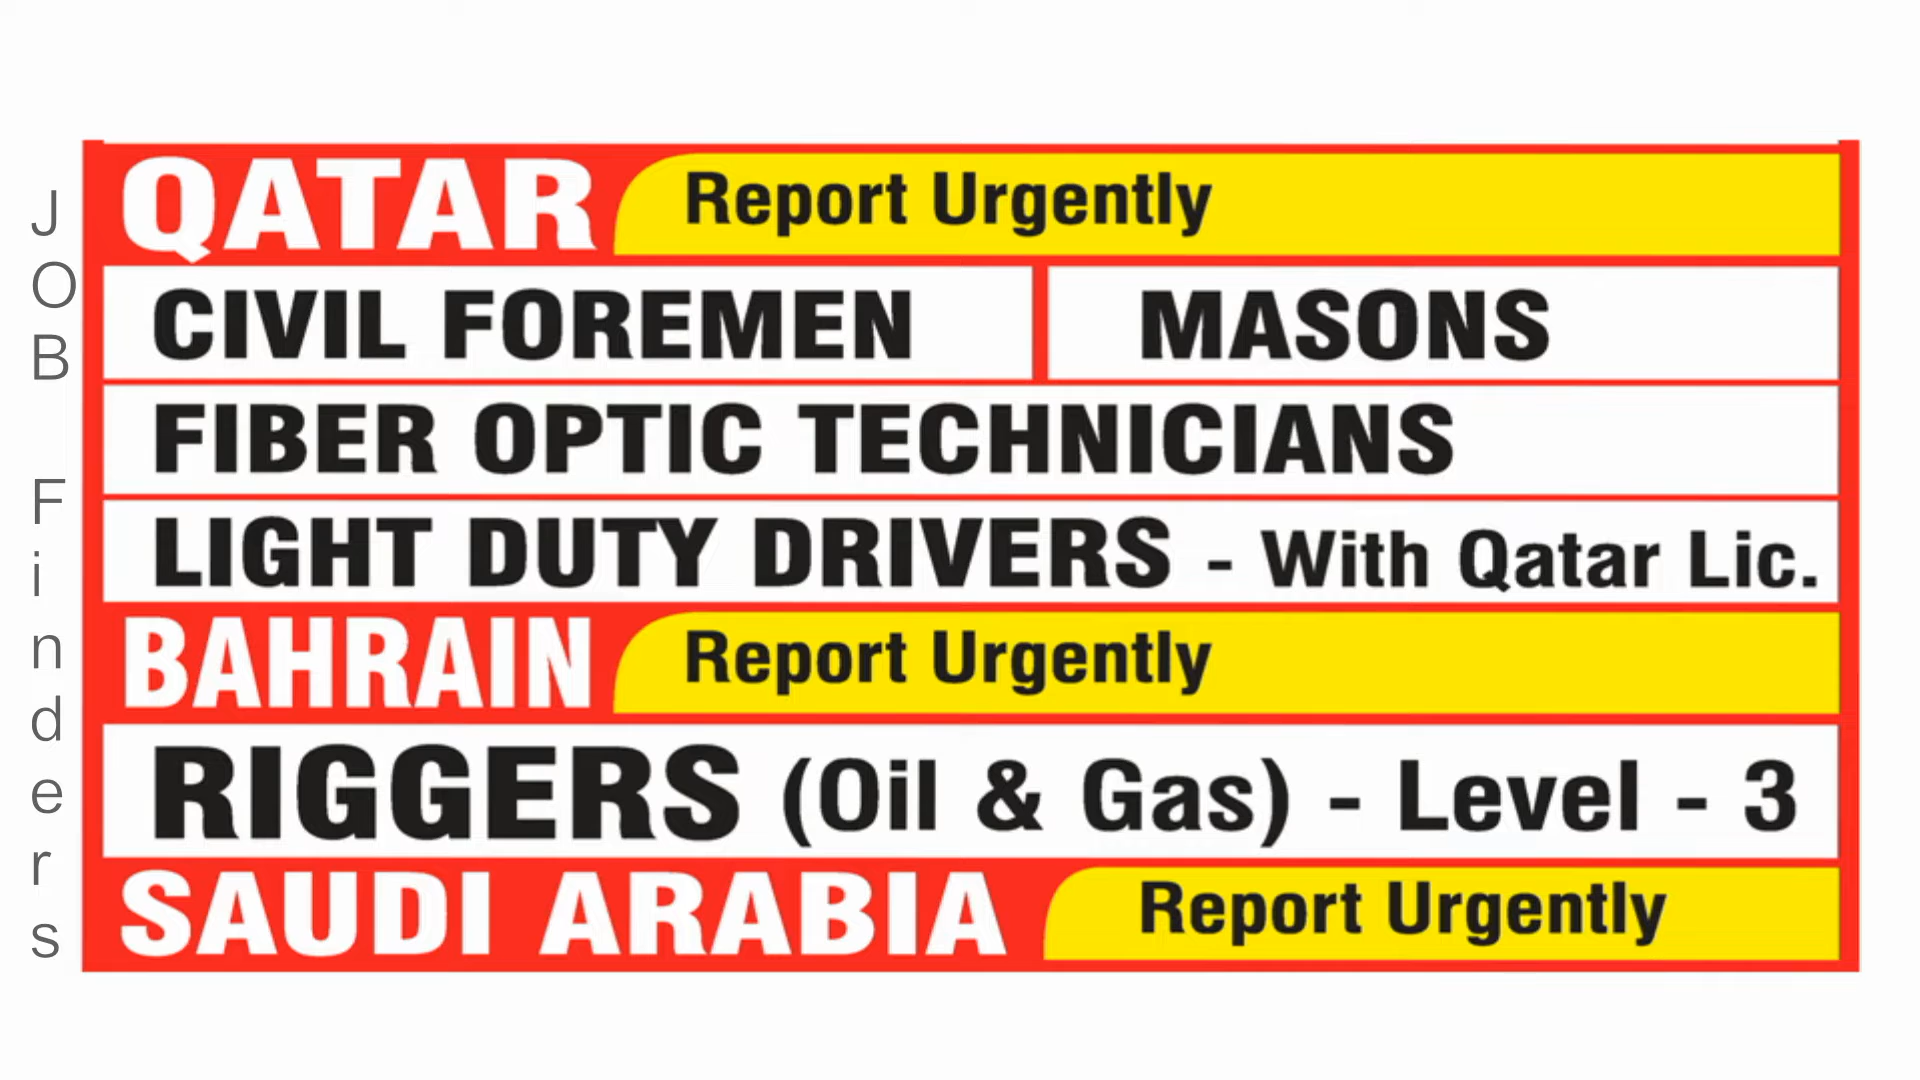 JOB Finders
QATAR Report Urgently
CIVIL FOREMEN MASONS
FIBER OPTIC TECHNICIANS
LIGHT DUTY DRIVERS - With Qatar Lic.
BAHRAIN Report Urgently
RIGGERS (Oil & Gas) - Level - 3
SAUDI ARABIA Report Urgently